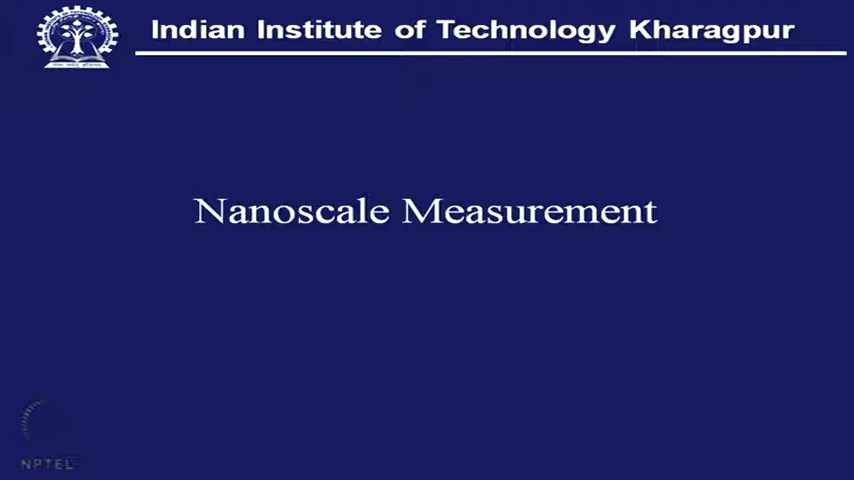 Indian Institute of Technology Kharagpur
Nanoscale Measurement
NPTEL